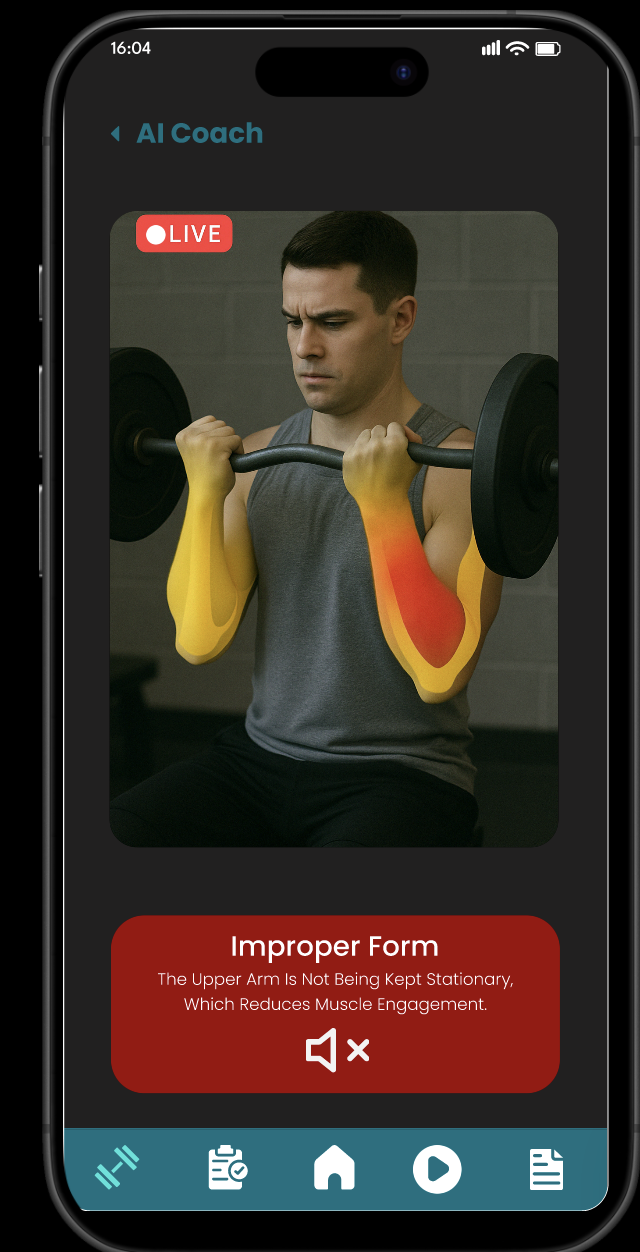 16:04
AI Coach
LIVE
Improper Form
The Upper Arm Is Not Being Kept Stationary,
Which Reduces Muscle Engagement.